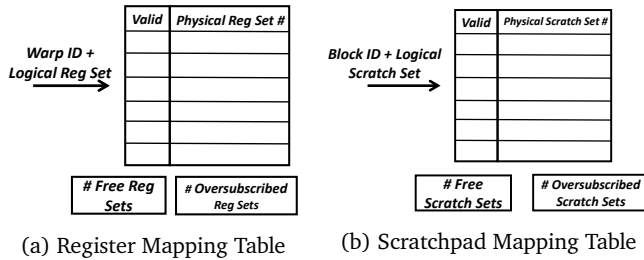 Valid Physical Reg Set #
Warp ID +
Logical Reg Set
# Free Reg
Sets
# Oversubscribed
Reg Sets
(a) Register Mapping Table
Valid Physical Scratch Set #
Block ID + Logical
Scratch Set
# Free
Scratch Sets
# Oversubscribed
Scratch Sets
(b) Scratchpad Mapping Table